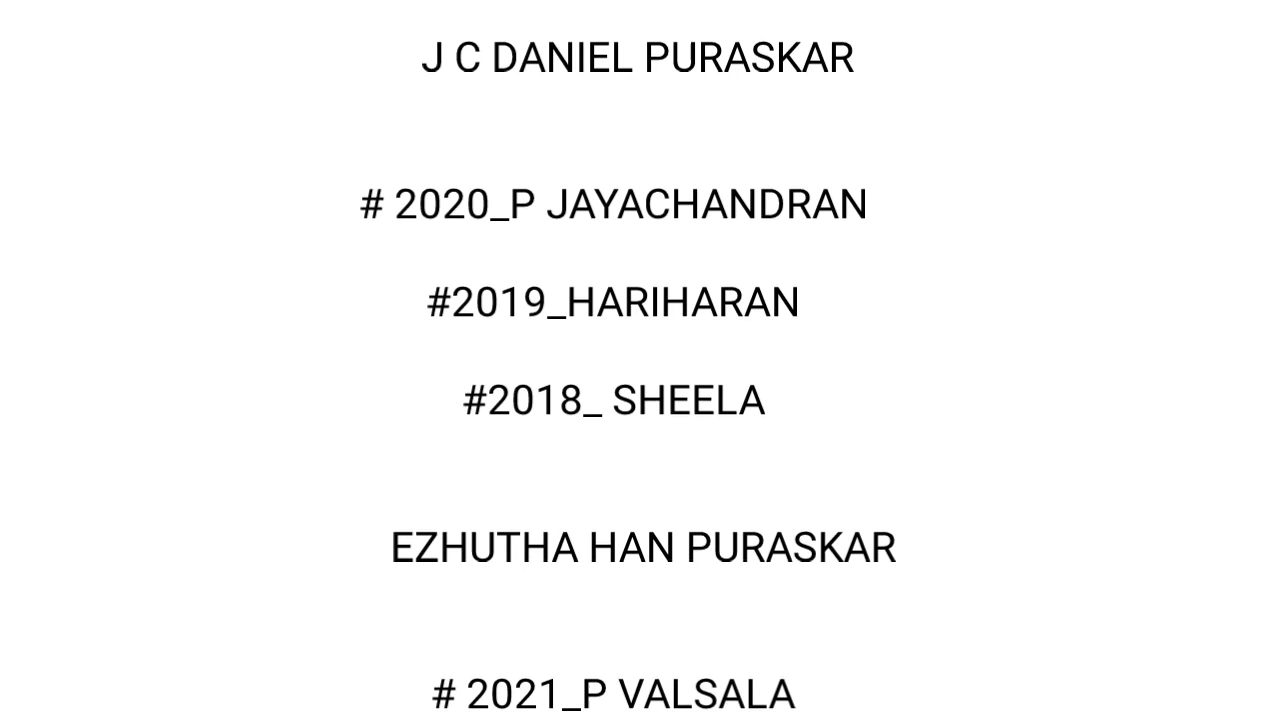 J C DANIEL PURASKAR
# 2020_P JAYACHANDRAN
#2019_HARIHARAN
#2018_ SHEELA
EZHUTHA HAN PURASKAR
# 2021_P VALSALA